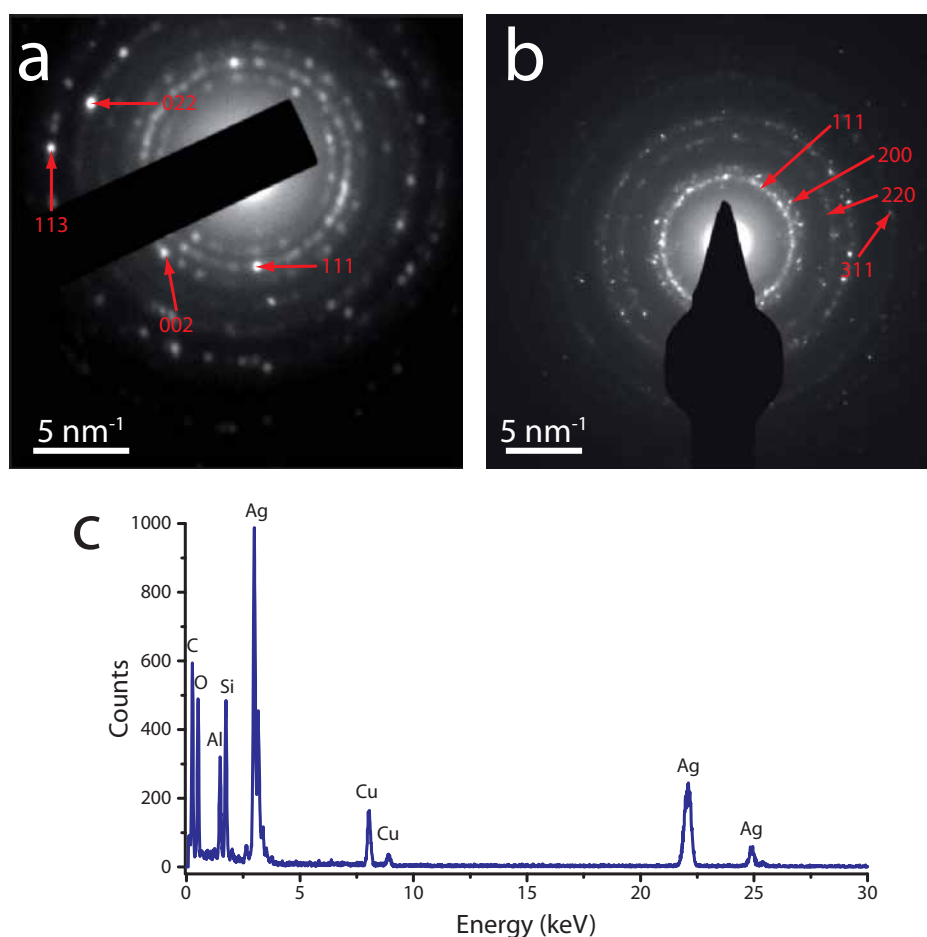 a
022
113
111
002
5 nm⁻¹
b
111
200
220
311
5 nm⁻¹
c
Ag
1000
800
C
600
O
Si
Counts
400
Al
Ag
200
Cu
Cu
Ag
0
0 5 10 15 20 25 30
Energy (keV)